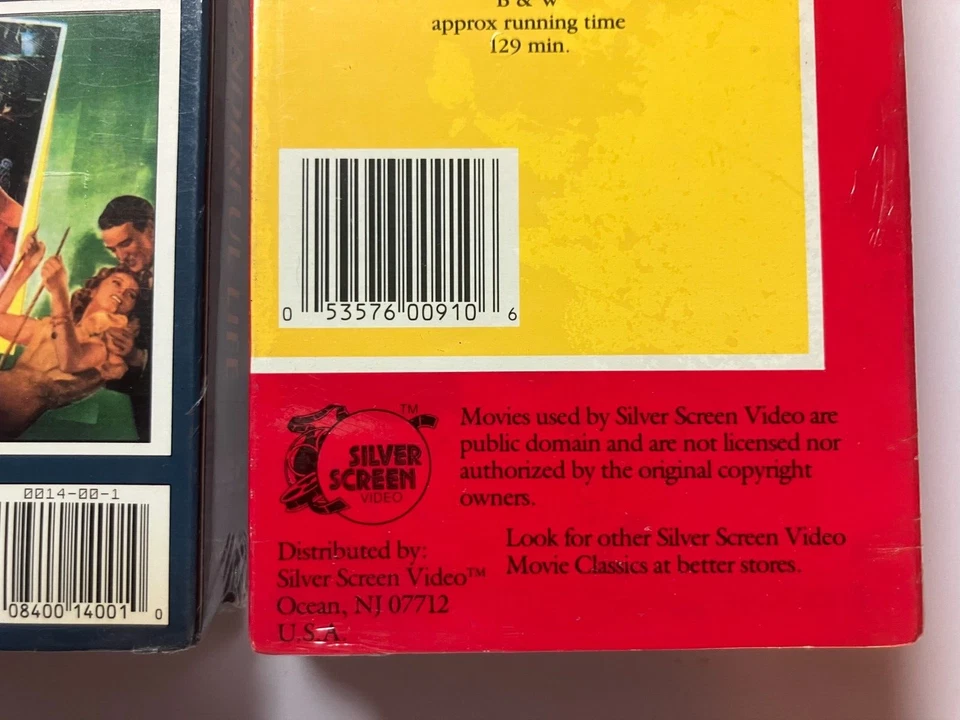 B & W
approx running time
129 min.
0 53576 00910 6
TM
SILVER
SCREEN
VIDEO
Movies used by Silver Screen Video are
public domain and are not licensed nor
authorized by the original copyright
owners.
Look for other Silver Screen Video
Movie Classics at better stores.
Distributed by:
Silver Screen Video™
Ocean, NJ 07712
U.S.A.
0014-00-1
08400 14001 0
LIFE